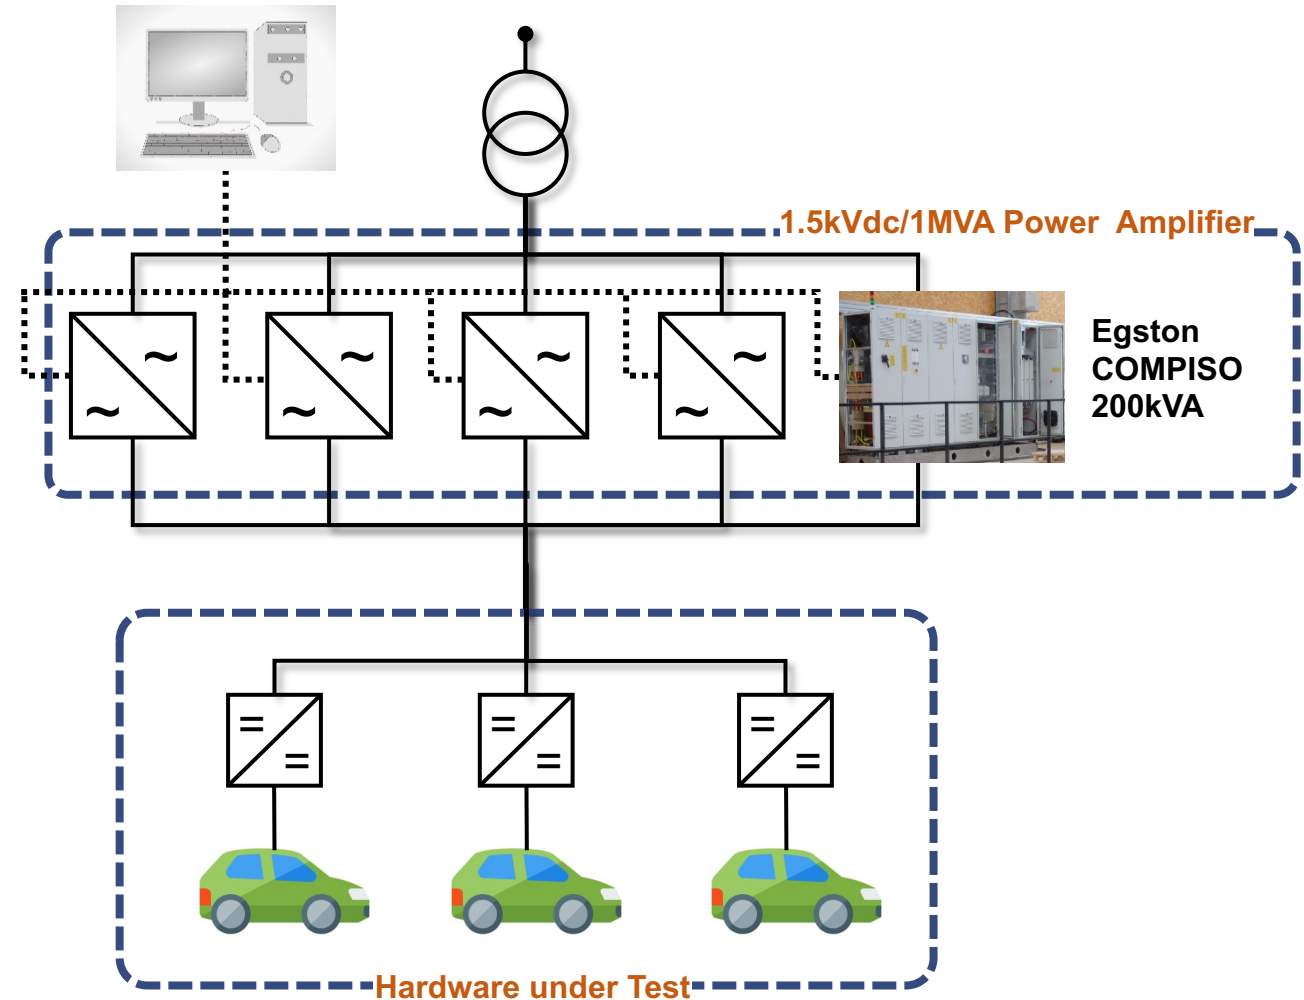 1.5kVdc/1MVA Power Amplifier
Egston
COMPISO
200kVA
Hardware under Test